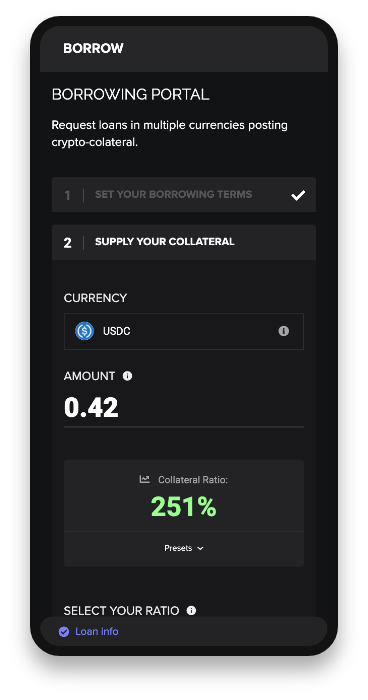 BORROW
BORROWING PORTAL
Request loans in multiple currencies posting
crypto-colateral.
1 SET YOUR BORROWING TERMS
2 SUPPLY YOUR COLLATERAL
CURRENCY
USDC
AMOUNT
0.42
Collateral Ratio:
251%
Presets
SELECT YOUR RATIO
Loan info